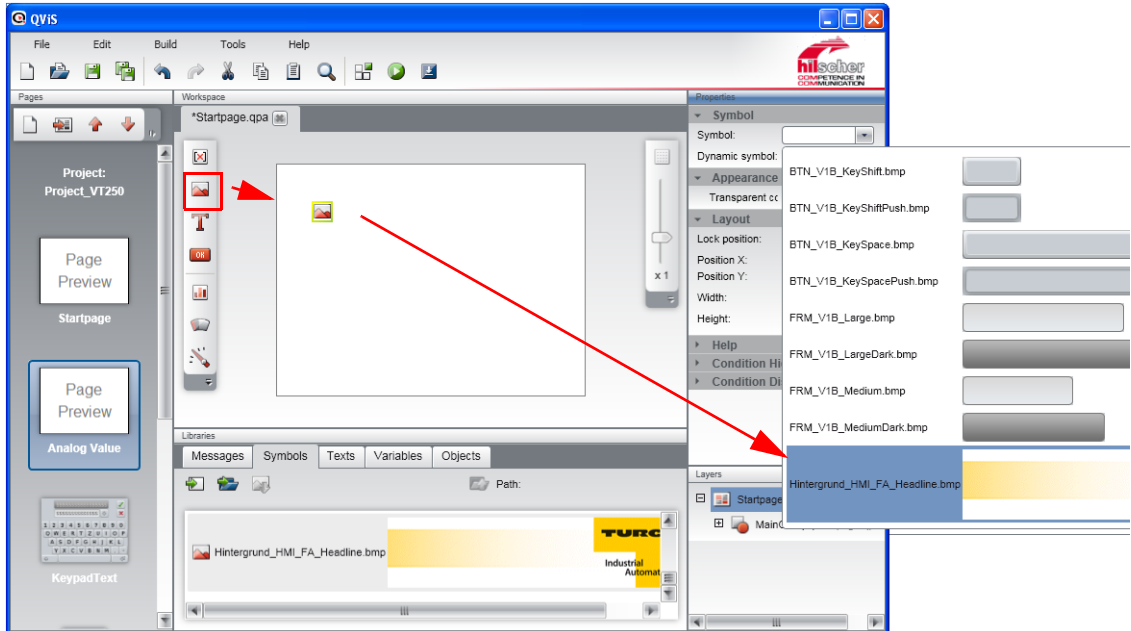 QViS
File Edit Build Tools Help
hilscher
COMPETENCE IN
COMMUNICATION
Pages
Workspace
Properties
*Startpage.qpa
Symbol
Symbol:
Dynamic symbol:
Appearance
Transparent cc
Layout
Lock position:
Position X:
Position Y:
Width:
Height:
Help
Condition Hi
Condition Di
Project:
Project_VT250
Page
Preview
Startpage
Page
Preview
Analog Value
KeypadText
T
OK
x 1
BTN_V1B_KeyShift.bmp
BTN_V1B_KeyShiftPush.bmp
BTN_V1B_KeySpace.bmp
BTN_V1B_KeySpacePush.bmp
FRM_V1B_Large.bmp
FRM_V1B_LargeDark.bmp
FRM_V1B_Medium.bmp
FRM_V1B_MediumDark.bmp
Hintergrund_HMI_FA_Headline.bmp
Libraries
Messages Symbols Texts Variables Objects
Path:
Hintergrund_HMI_FA_Headline.bmp
TURC
Industrial
Automat
Layers
Startpage